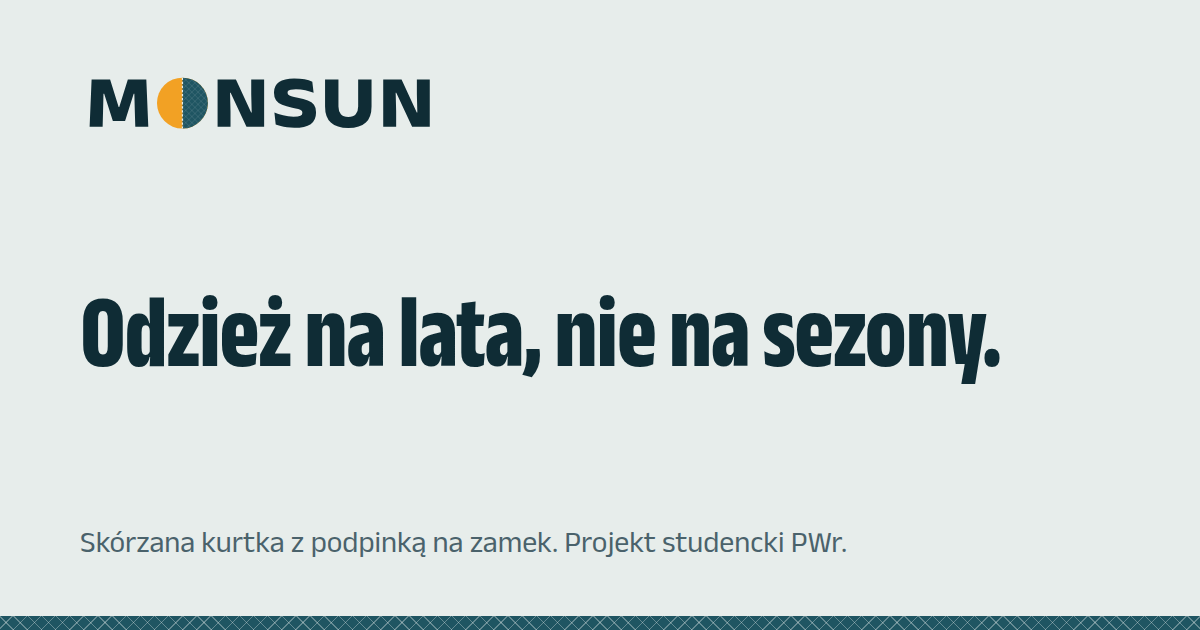 MONSUN
Odzież na lata, nie na sezony.
Skórzana kurtka z podpinką na zamek. Projekt studencki PWr.